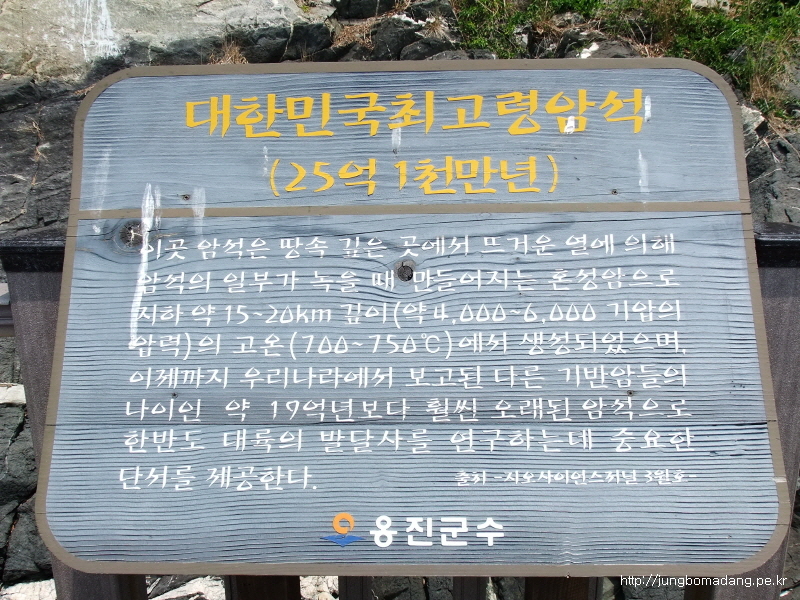 대한민국최고령암석
(25억 1천만년)
이곳 암석은 땅속 깊은 곳에서 뜨거운 열에 의해
암석의 일부가 녹을 때 만들어지는 혼성암으로
지하 약 15~20km 깊이(약 4,000~6,000 기압의
압력)의 고온(700~750℃)에서 생성되었으며,
이제까지 우리나라에서 보고된 다른 기반암들의
나이인 약 19억년보다 훨씬 오래된 암석으로
한반도 대륙의 발달사를 연구하는데 중요한
단서를 제공한다.
출처 -지오사이언스저널 3월호-
옹진군수
http://jungbomadang.pe.kr